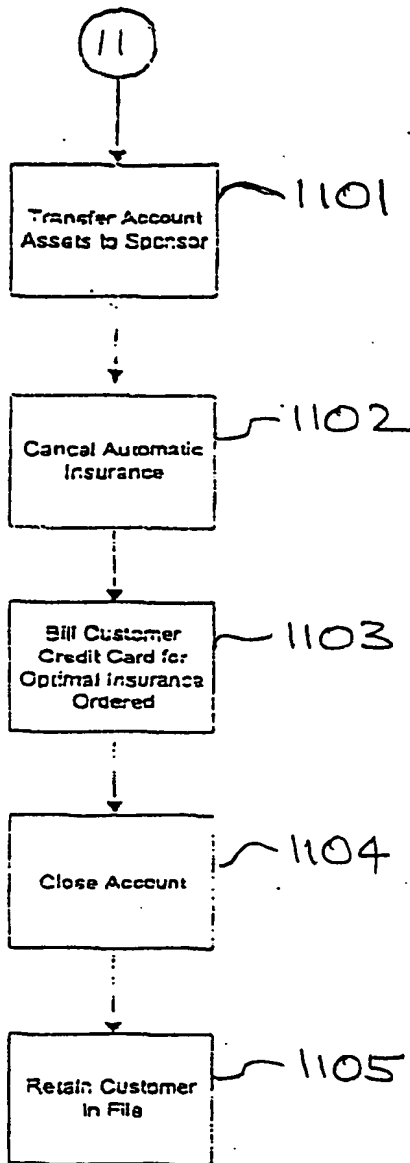 11
Transfer Account
Assets to Sponsor
1101
Cancel Automatic
Insurance
1102
Bill Customer
Credit Card for
Optimal Insurance
Ordered
1103
Close Account
1104
Retain Customer
in File
1105